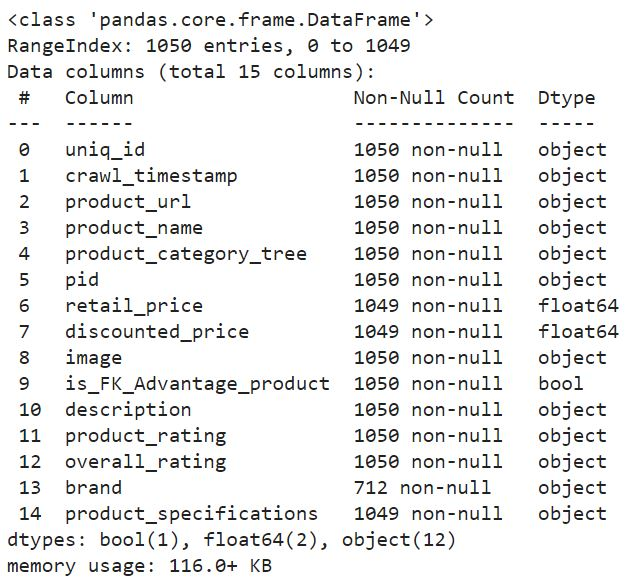 <class 'pandas.core.frame.DataFrame'>
RangeIndex: 1050 entries, 0 to 1049
Data columns (total 15 columns):
 #   Column                   Non-Null Count  Dtype
---  ------                   --------------  -----
 0   uniq_id                  1050 non-null   object
 1   crawl_timestamp          1050 non-null   object
 2   product_url              1050 non-null   object
 3   product_name             1050 non-null   object
 4   product_category_tree    1050 non-null   object
 5   pid                      1050 non-null   object
 6   retail_price             1049 non-null   float64
 7   discounted_price         1049 non-null   float64
 8   image                    1050 non-null   object
 9   is_FK_Advantage_product  1050 non-null   bool
 10  description              1050 non-null   object
 11  product_rating           1050 non-null   object
 12  overall_rating           1050 non-null   object
 13  brand                    712 non-null    object
 14  product_specifications   1049 non-null   object
dtypes: bool(1), float64(2), object(12)
memory usage: 116.0+ KB